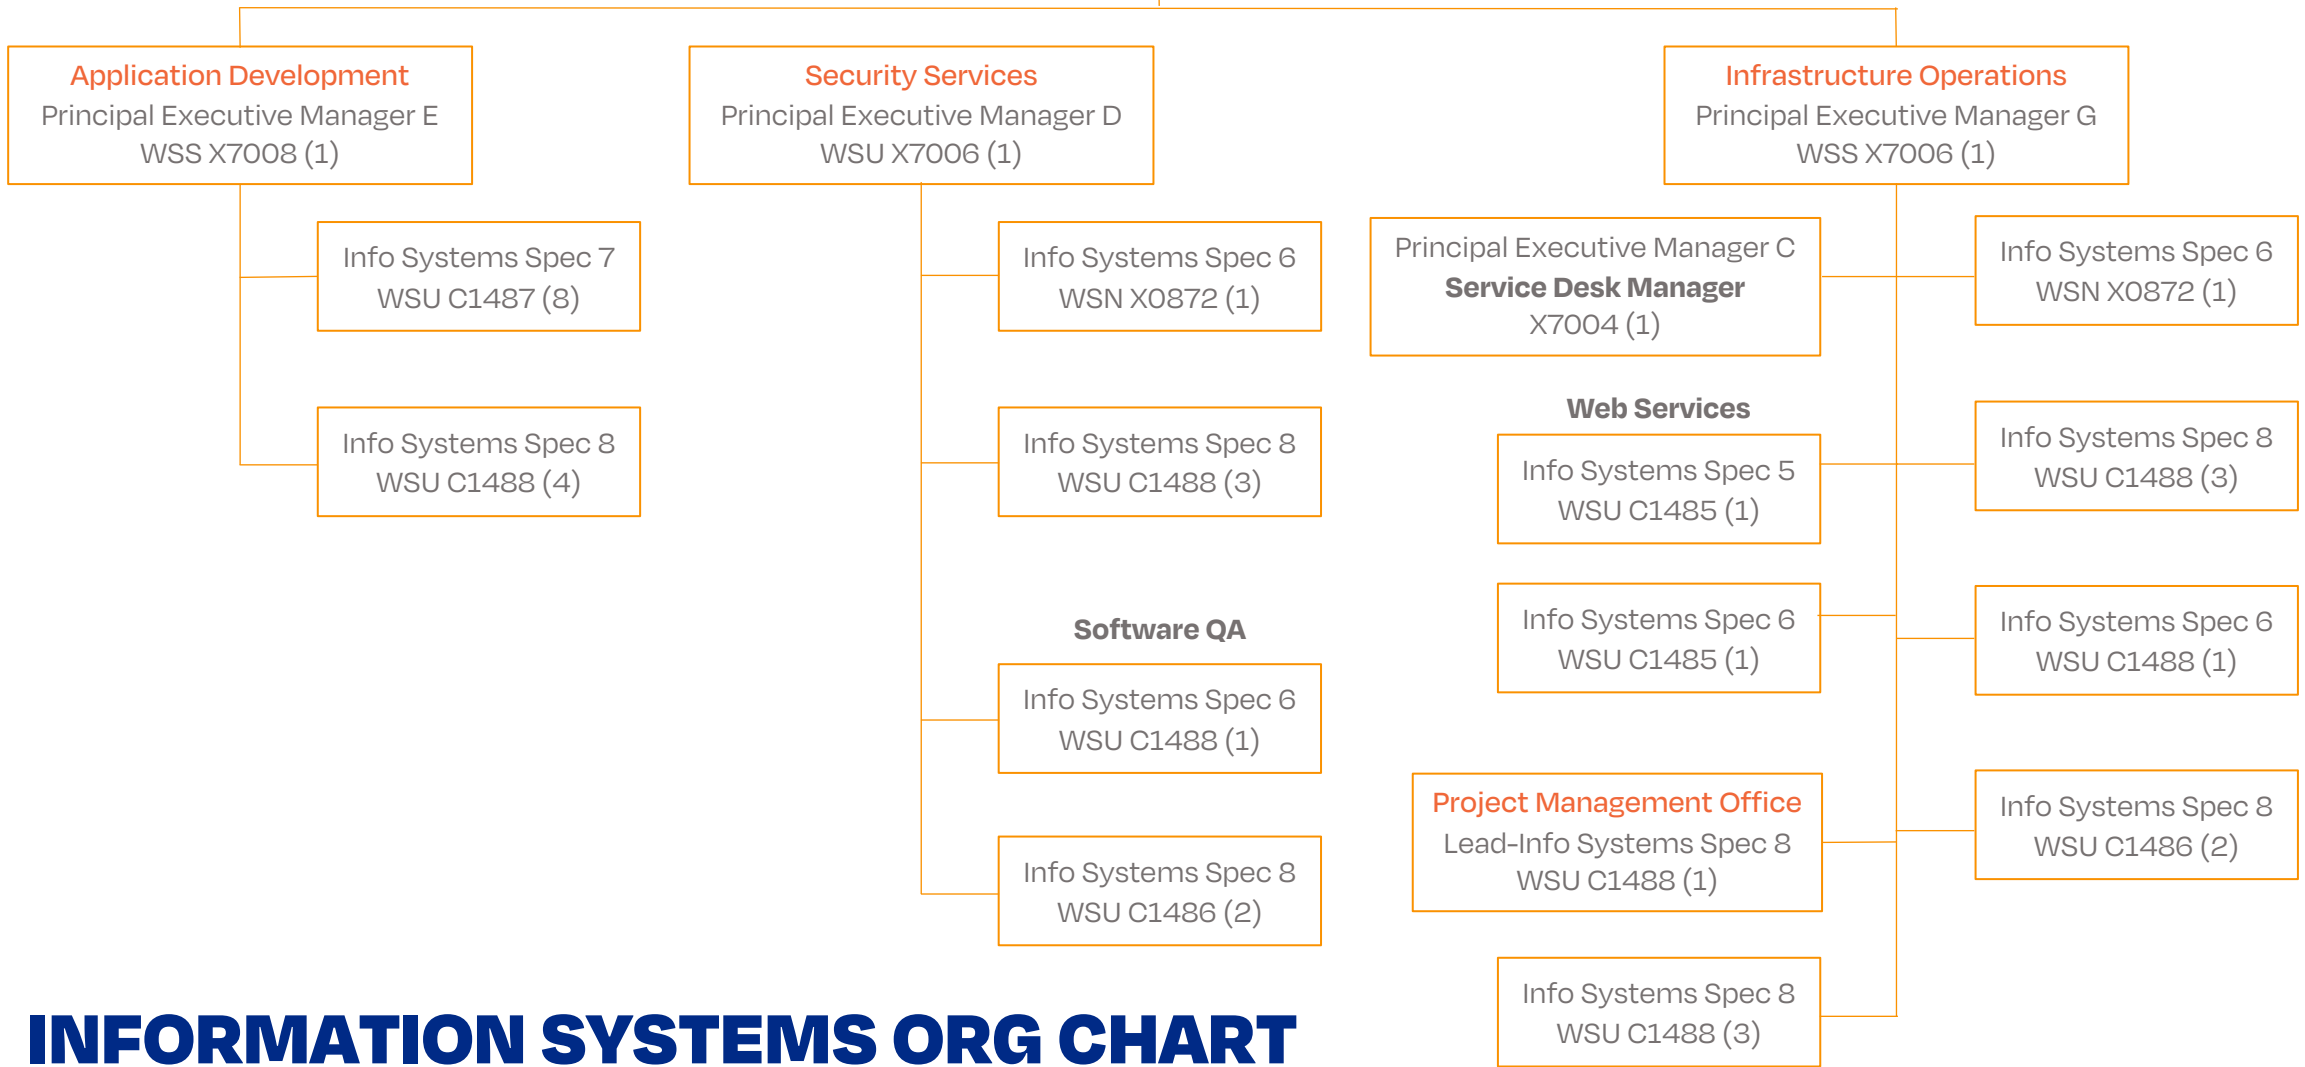 Application Development
Principal Executive Manager E
WSS X7008 (1)
Info Systems Spec 7
WSU C1487 (8)
Info Systems Spec 8
WSU C1488 (4)
Security Services
Principal Executive Manager D
WSU X7006 (1)
Info Systems Spec 6
WSN X0872 (1)
Info Systems Spec 8
WSU C1488 (3)
Software QA
Info Systems Spec 6
WSU C1488 (1)
Info Systems Spec 8
WSU C1486 (2)
Infrastructure Operations
Principal Executive Manager G
WSS X7006 (1)
Principal Executive Manager C
Service Desk Manager
X7004 (1)
Web Services
Info Systems Spec 5
WSU C1485 (1)
Info Systems Spec 6
WSU C1485 (1)
Project Management Office
Lead-Info Systems Spec 8
WSU C1488 (1)
Info Systems Spec 8
WSU C1488 (3)
Info Systems Spec 6
WSN X0872 (1)
Info Systems Spec 8
WSU C1488 (3)
Info Systems Spec 6
WSU C1488 (1)
Info Systems Spec 8
WSU C1486 (2)
INFORMATION SYSTEMS ORG CHART